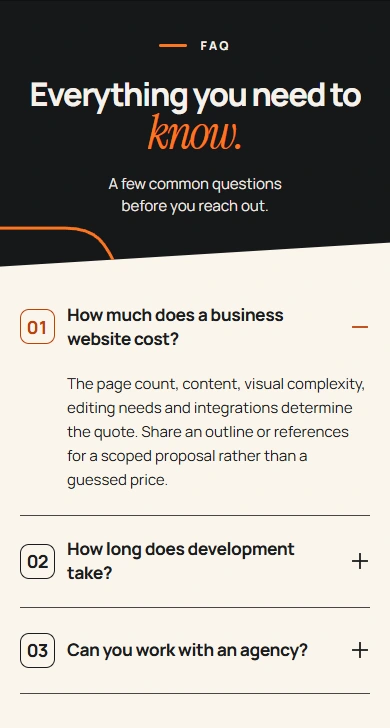 FAQ
Everything you need to
know.
A few common questions
before you reach out.
01
How much does a business
website cost?
The page count, content, visual complexity,
editing needs and integrations determine
the quote. Share an outline or references
for a scoped proposal rather than a
guessed price.
02
How long does development
take?
03
Can you work with an agency?